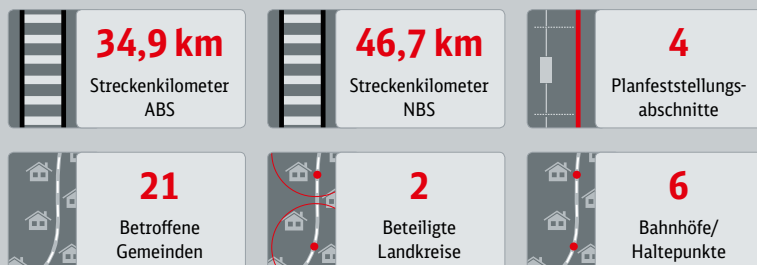 34,9 km
Streckenkilometer
ABS
46,7 km
Streckenkilometer
NBS
4
Planfeststellungs-
abschnitte
21
Betroffene
Gemeinden
2
Beteiligte
Landkreise
6
Bahnhöfe/
Haltepunkte